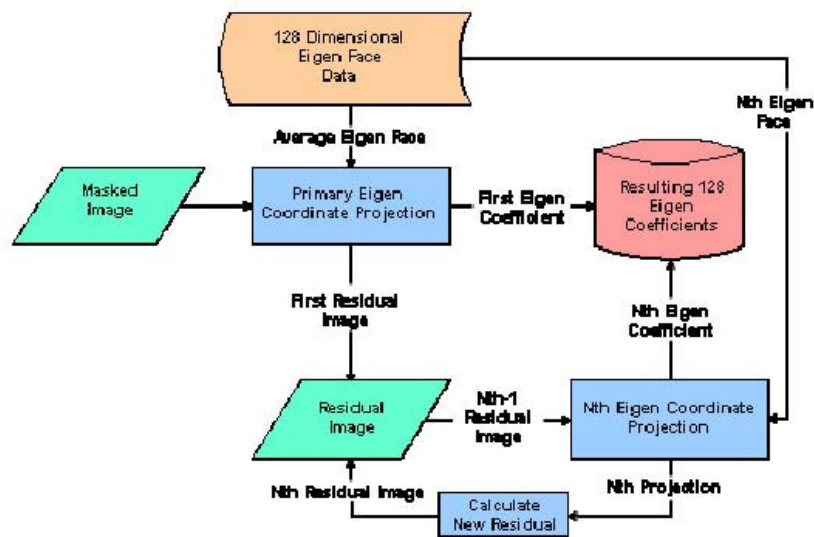 128 Dimensional
Eigen Face
Data
Nth Eigen
Face
Average Eigen Face
Masked
Image
Primary Eigen
Coordinate Projection
First Eigen
Coefficient
Resulting 128
Eigen
Coefficients
First Residual
Image
Nth Eigen
Coefficient
Residual
Image
Nth-1
Residual
Image
Nth Eigen Coordinate
Projection
Nth Residual Image
Calculate
New Residual
Nth Projection